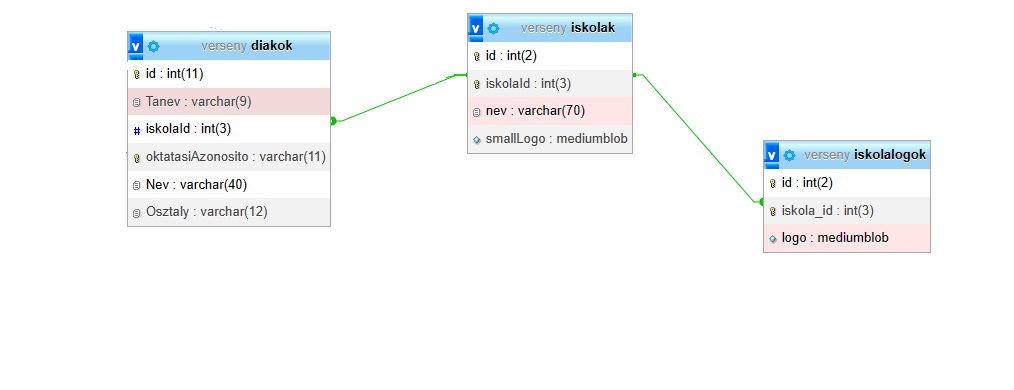 v verseny diakok
id : int(11)
Tanev : varchar(9)
# iskolaId : int(3)
oktatasiAzonosito : varchar(11)
Nev : varchar(40)
Osztaly : varchar(12)
v verseny iskolak
id : int(2)
iskolaId : int(3)
nev : varchar(70)
smallLogo : mediumblob
v verseny iskolalogok
id : int(2)
iskola_id : int(3)
logo : mediumblob